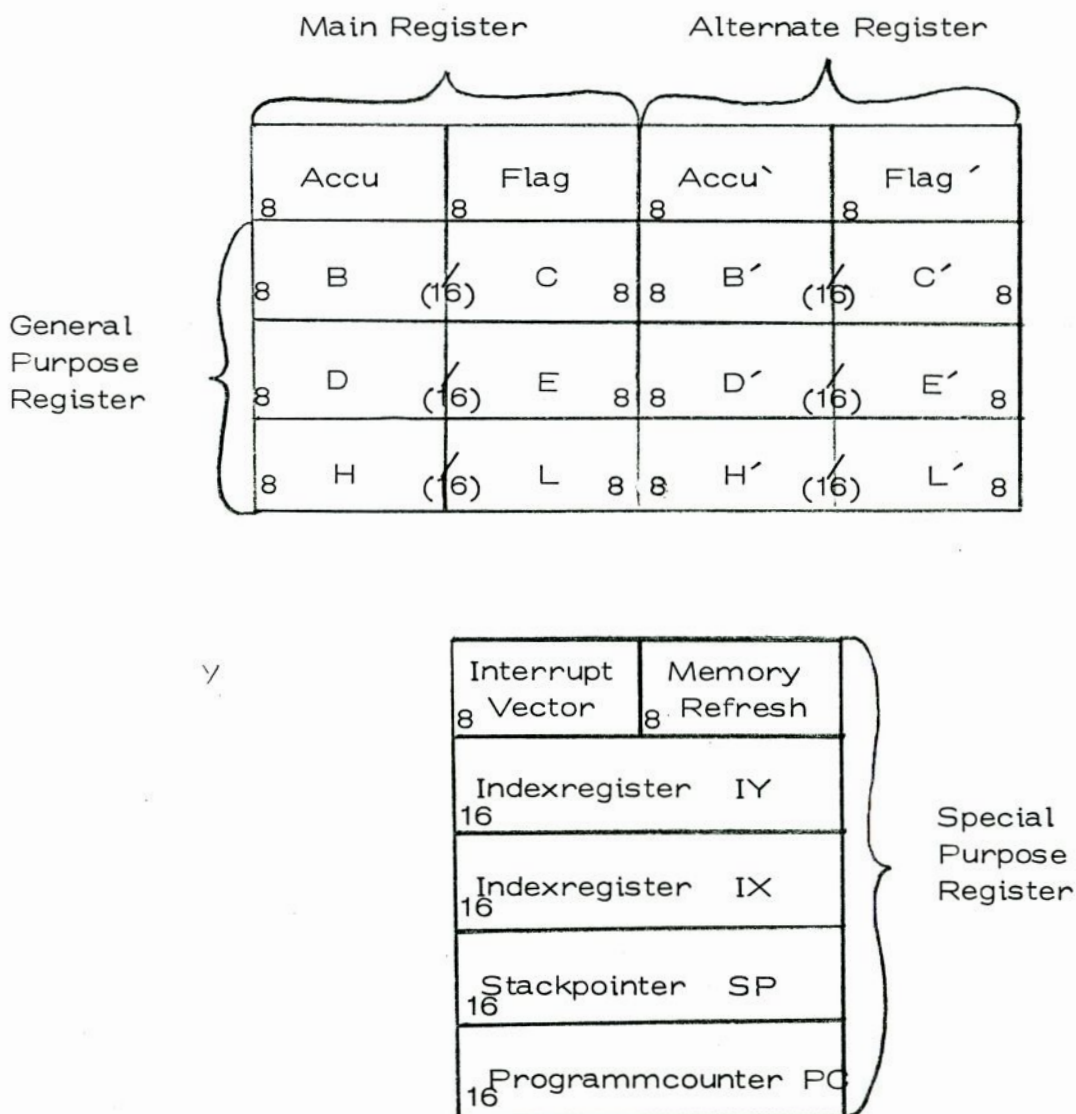 Main Register Alternate Register
Accu Flag Accu` Flag ´
8 8 8 8
8 B (16) C 8 8 B´ (16) C´ 8
General
Purpose
Register
8 D (16) E 8 8 D´ (16) E´ 8
8 H (16) L 8 8 H´ (16) L´ 8
Y
Interrupt Memory
8 Vector 8 Refresh
Indexregister IY
16
Indexregister IX
16
Special
Purpose
Register
Stackpointer SP
16
Programmcounter PC
16